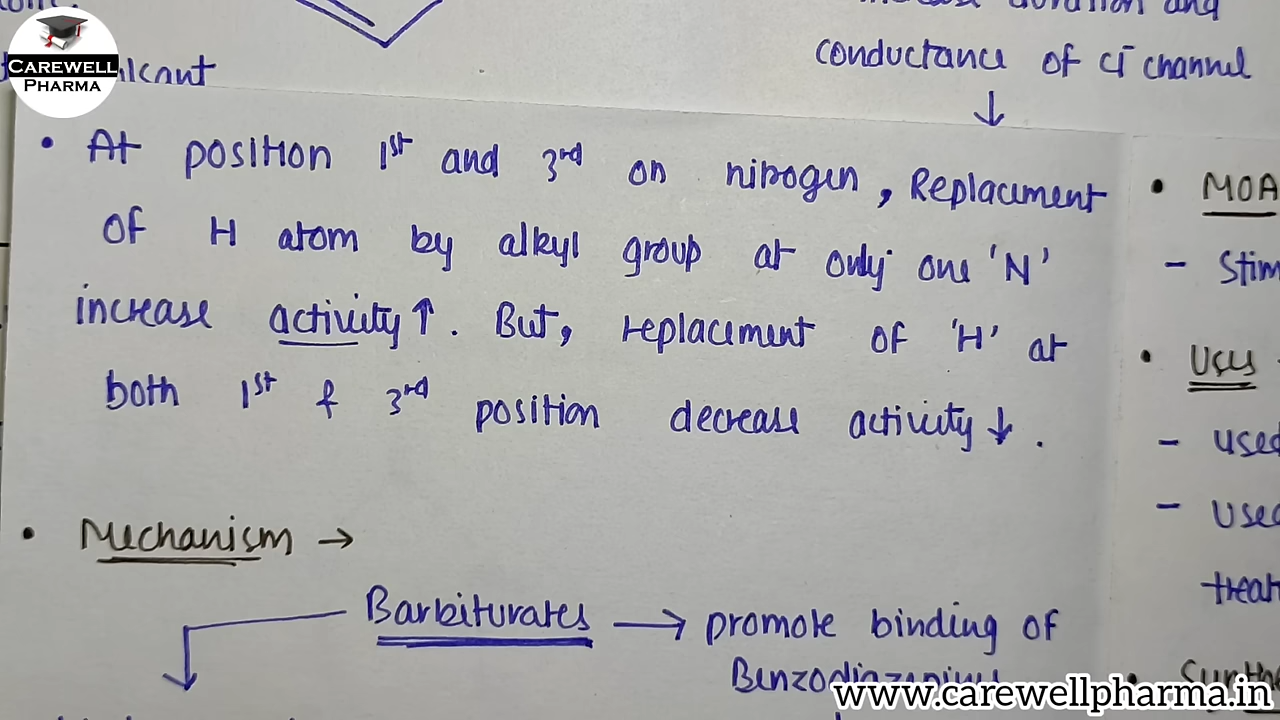 CAREWELL
PHARMA
conductance of Cl⁻ channel
↓
• At position 1st and 3rd on nitrogen, Replacement
of H atom by alkyl group at only one 'N'
increase activity ↑. But, replacement of 'H' at
both 1st & 3rd position decrease activity ↓.
• Mechanism →
Barbiturates → promote binding of
Benzodiazepines
• MOA
- Stim
• Uses
- used
- used
treat
• Synthe
www.carewellpharma.in